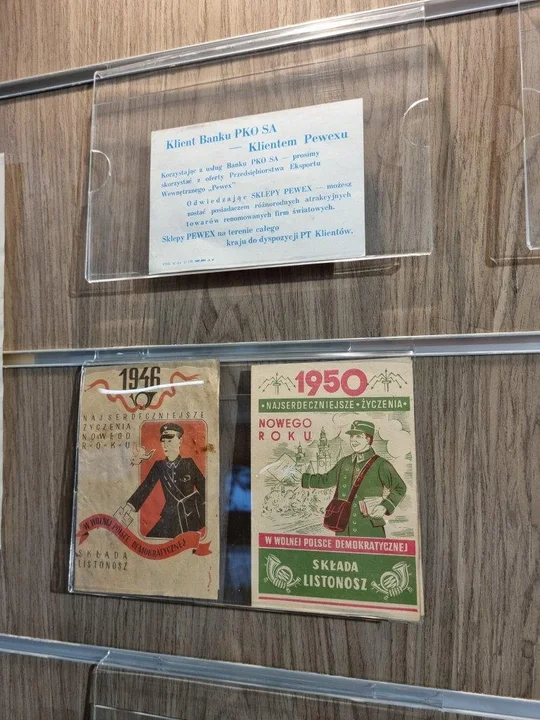 Klient Banku PKO SA
— Klientem Pewexu
Korzystając z usług Banku PKO SA — prosimy
skorzystać z oferty Przedsiębiorstwa Eksportu
Wewnętrznego „Pewex"
Odwiedzając SKLEPY PEWEX — możesz
zostać posiadaczem różnorodnych atrakcyjnych
towarów renomowanych firm światowych.
Sklepy PEWEX na terenie całego
kraju do dyspozycji PT Klientów.
1946
NAJSERDECZNIEJSZE
ŻYCZENIA
NOWEGO
R·O·K·U
W WOLNEJ POLSCE DEMOKRATYCZNEJ
SKŁADA
LISTONOSZ
1950
• NAJSERDECZNIEJSZE • ŻYCZENIA •
NOWEGO
ROKU
W WOLNEJ POLSCE DEMOKRATYCZNEJ
SKŁADA
LISTONOSZ